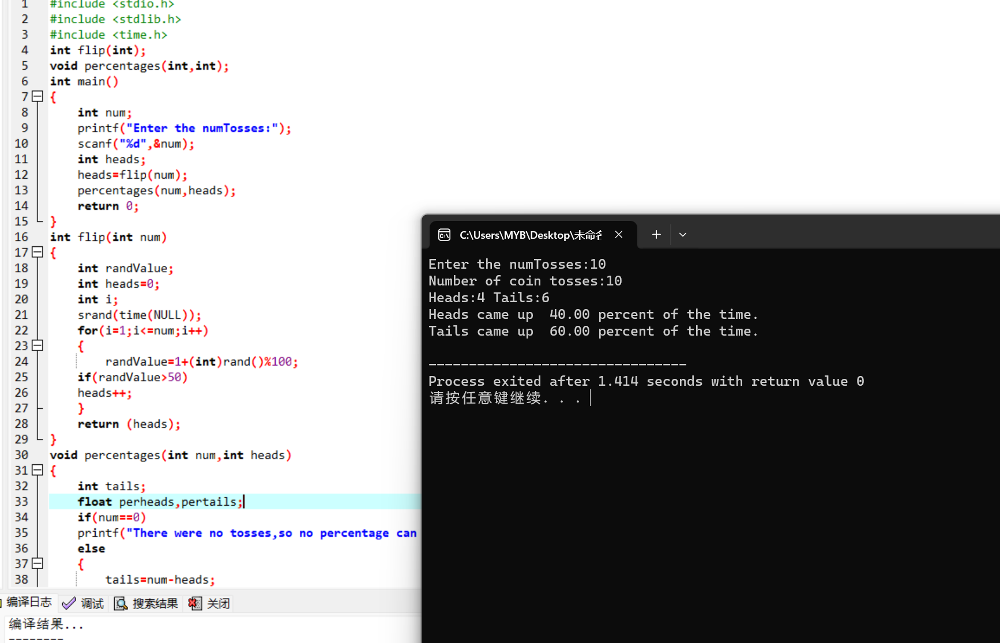 1 #include <stdio.h>
2 #include <stdlib.h>
3 #include <time.h>
4 int flip(int);
5 void percentages(int,int);
6 int main()
7 {
8 int num;
9 printf("Enter the numTosses:");
10 scanf("%d",&num);
11 int heads;
12 heads=flip(num);
13 percentages(num,heads);
14 return 0;
15 }
16 int flip(int num)
17 {
18 int randValue;
19 int heads=0;
20 int i;
21 srand(time(NULL));
22 for(i=1;i<=num;i++)
23 {
24 randValue=1+(int)rand()%100;
25 if(randValue>50)
26 heads++;
27 }
28 return (heads);
29 }
30 void percentages(int num,int heads)
31 {
32 int tails;
33 float perheads,pertails;
34 if(num==0)
35 printf("There were no tosses,so no percentage can
36 else
37 {
38 tails=num-heads;
编译日志 调试 搜索结果 关闭
编译结果...
--------
C:\Users\MYB\Desktop\未命名
Enter the numTosses:10
Number of coin tosses:10
Heads:4 Tails:6
Heads came up  40.00 percent of the time.
Tails came up  60.00 percent of the time.
--------------------------------
Process exited after 1.414 seconds with return value 0
请按任意键继续. . .